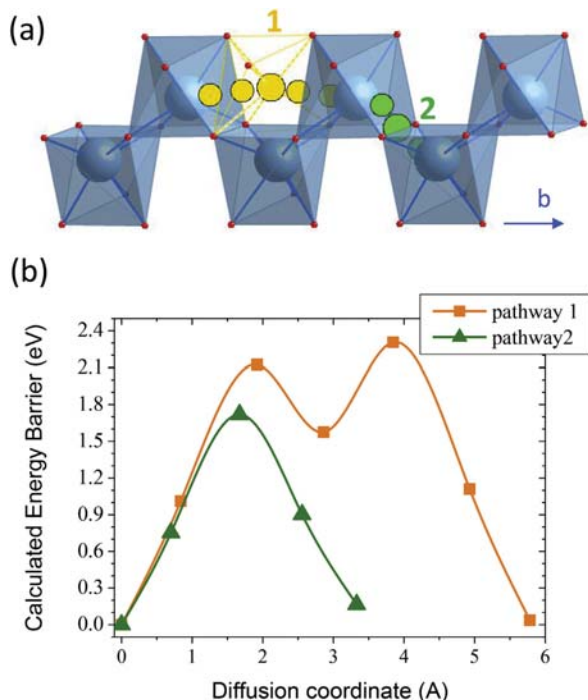 (a)
1
2
b
(b)
pathway 1
pathway2
2.4
2.1
1.8
1.5
1.2
0.9
0.6
0.3
0.0
Calculated Energy Barrier (eV)
0 1 2 3 4 5 6
Diffusion coordinate (A)